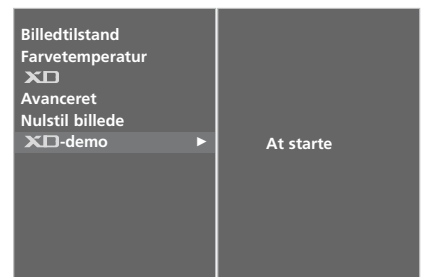 Billedtilstand
Farvetemperatur
XD
Avanceret
Nulstil billede
XD-demo ►
At starte